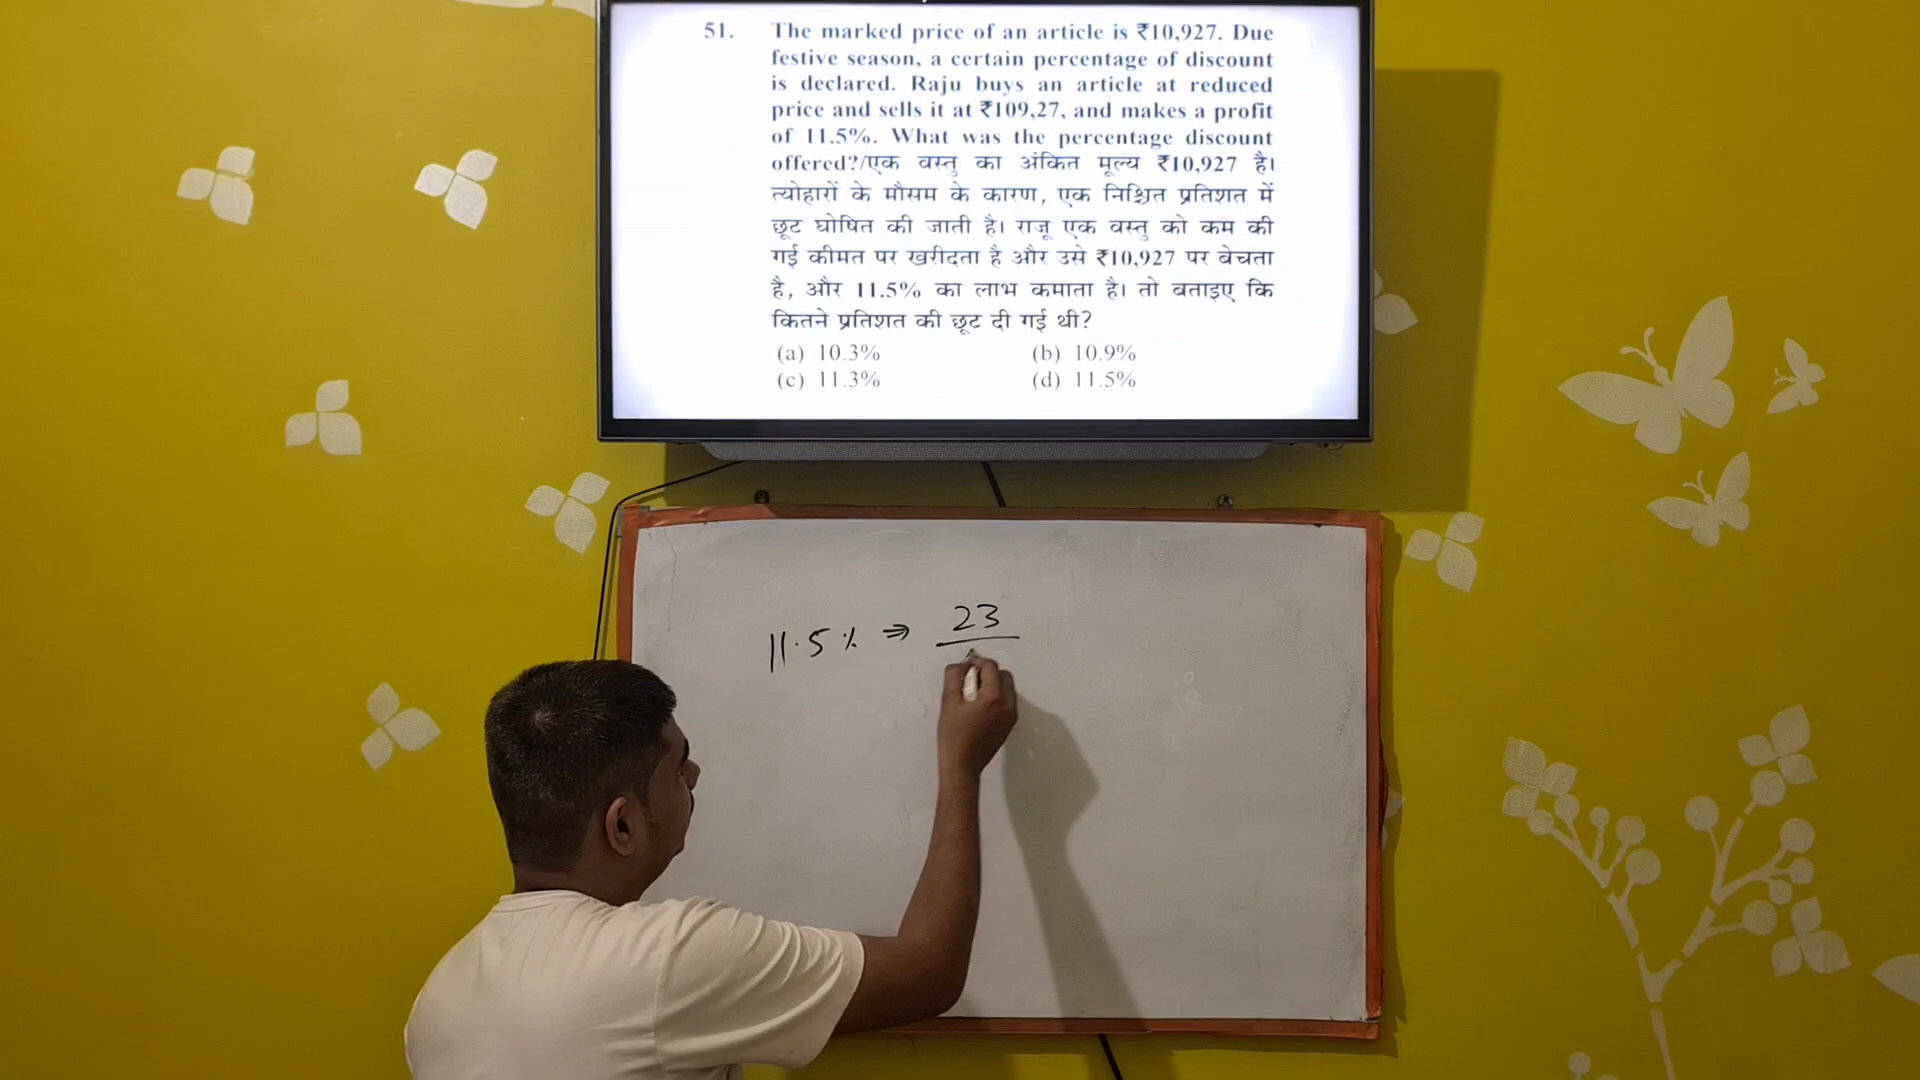 51. The marked price of an article is ₹10,927. Due
festive season, a certain percentage of discount
is declared. Raju buys an article at reduced
price and sells it at ₹109,27, and makes a profit
of 11.5%. What was the percentage discount
offered?/एक वस्तु का अंकित मूल्य ₹10,927 है।
त्योहारों के मौसम के कारण, एक निश्चित प्रतिशत में
छूट घोषित की जाती है। राजू एक वस्तु को कम की
गई कीमत पर खरीदता है और उसे ₹10,927 पर बेचता
है, और 11.5% का लाभ कमाता है। तो बताइए कि
कितने प्रतिशत की छूट दी गई थी?
(a) 10.3% (b) 10.9%
(c) 11.3% (d) 11.5%
11.5% ⇒ 23